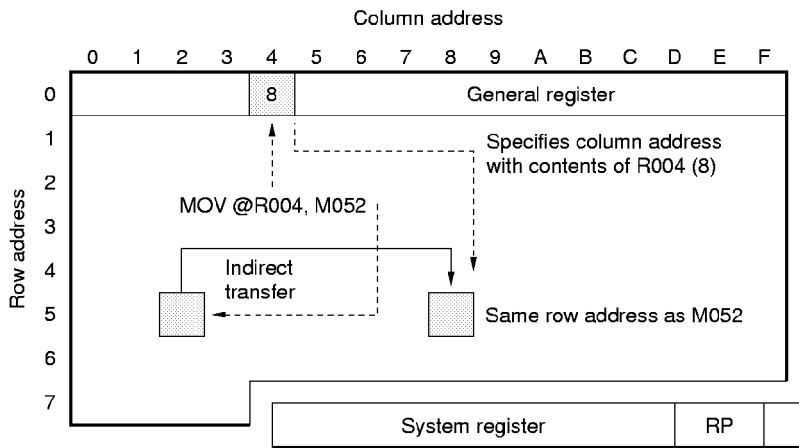 Column address
0 1 2 3 4 5 6 7 8 9 A B C D E F
0 8 General register
1 Specifies column address
with contents of R004 (8)
2
MOV @R004, M052
3
4 Indirect
transfer
5 Same row address as M052
6
7
System register RP
Row address